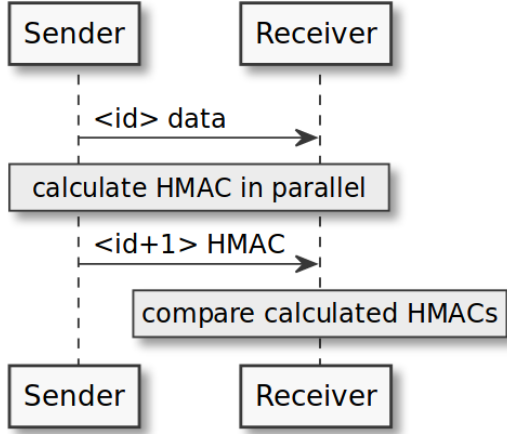 Sender
Receiver
<id> data
calculate HMAC in parallel
<id+1> HMAC
compare calculated HMACs
Sender
Receiver